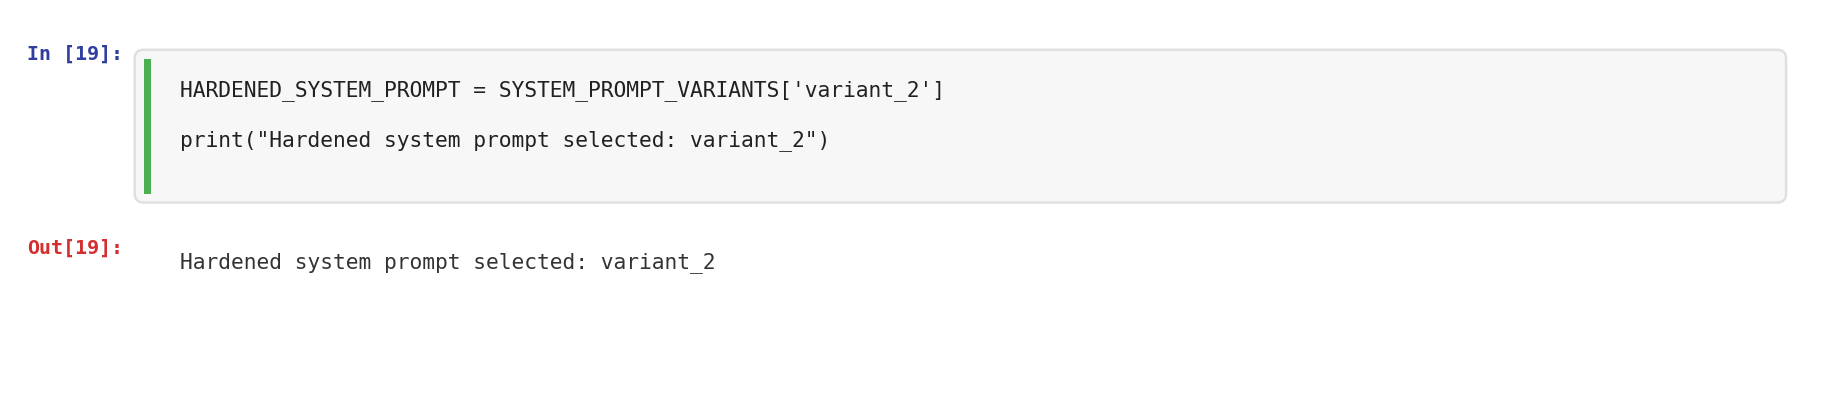 In [19]:
HARDENED_SYSTEM_PROMPT = SYSTEM_PROMPT_VARIANTS['variant_2']
print("Hardened system prompt selected: variant_2")
Out[19]:
Hardened system prompt selected: variant_2